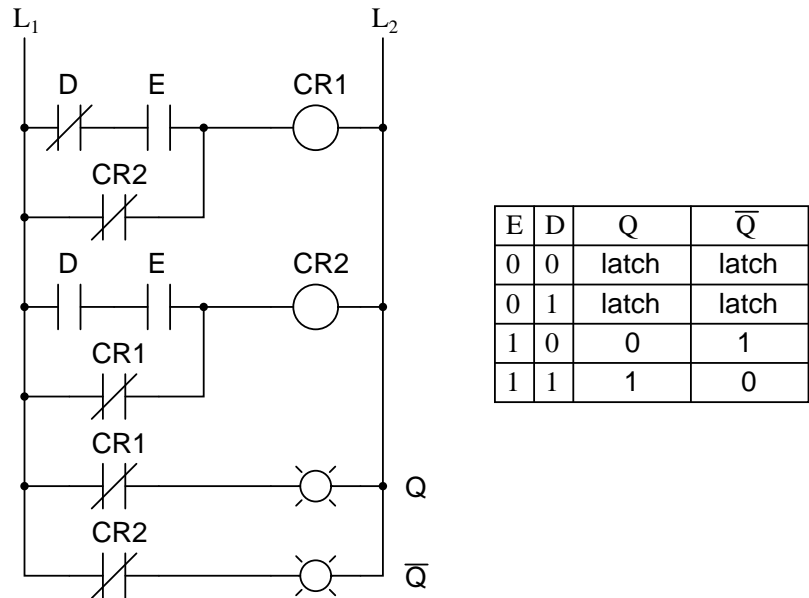 L₁ L₂
D E CR1
CR2
D E CR2
CR1
CR1
Q
CR2
Q̅
E D Q Q̅
0 0 latch latch
0 1 latch latch
1 0 0 1
1 1 1 0